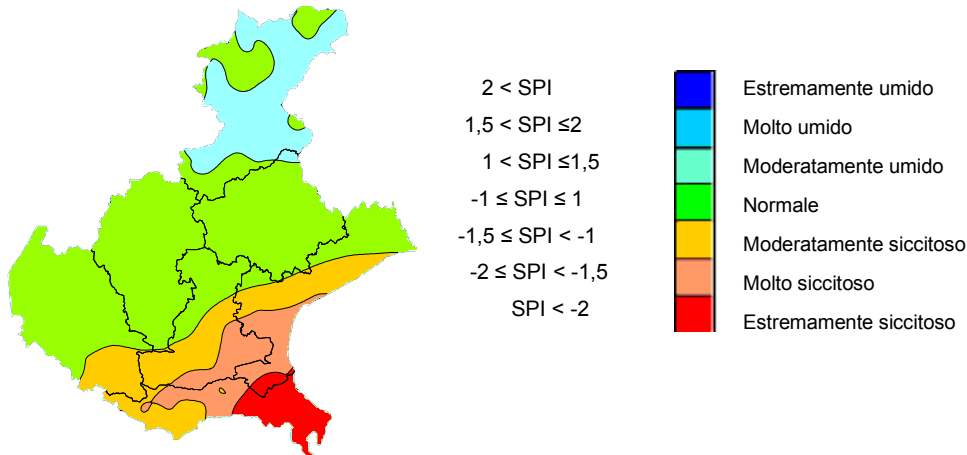 2 < SPI Estremamente umido
1,5 < SPI ≤2 Molto umido
1 < SPI ≤1,5 Moderatamente umido
-1 ≤ SPI ≤ 1 Normale
-1,5 ≤ SPI < -1 Moderatamente siccitoso
-2 ≤ SPI < -1,5 Molto siccitoso
SPI < -2 Estremamente siccitoso